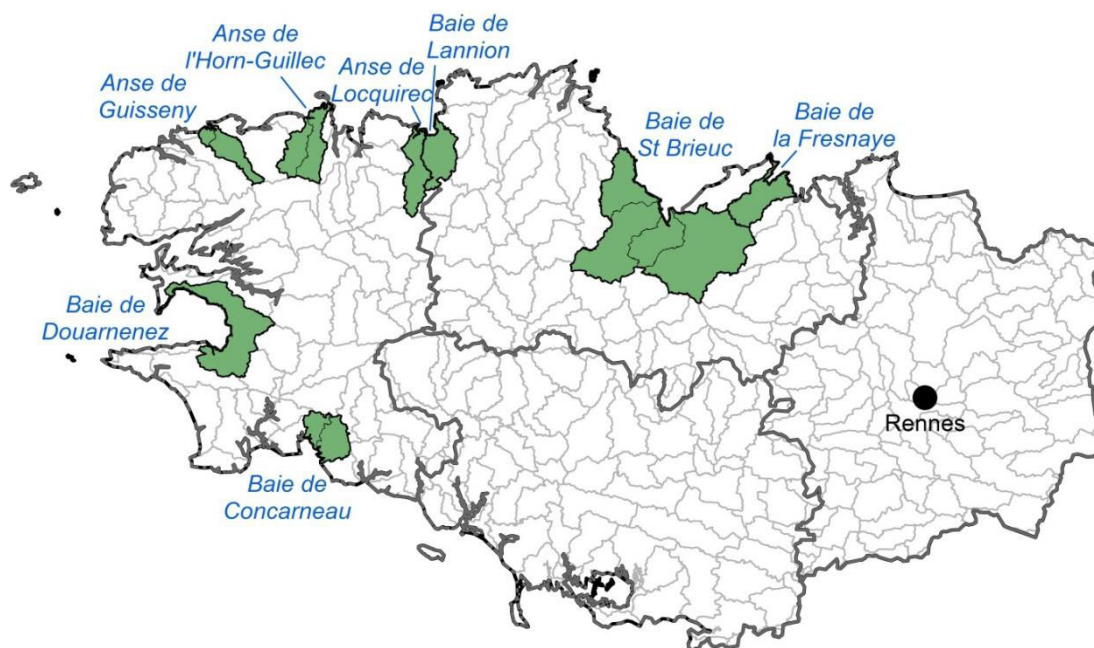 Anse de
Guisseny
Anse de
l'Horn-Guillec
Anse de
Locquirec
Baie de
Lannion
Baie de
St Brieuc
Baie de
la Fresnaye
Baie de
Douarnenez
Rennes
Baie de
Concarneau